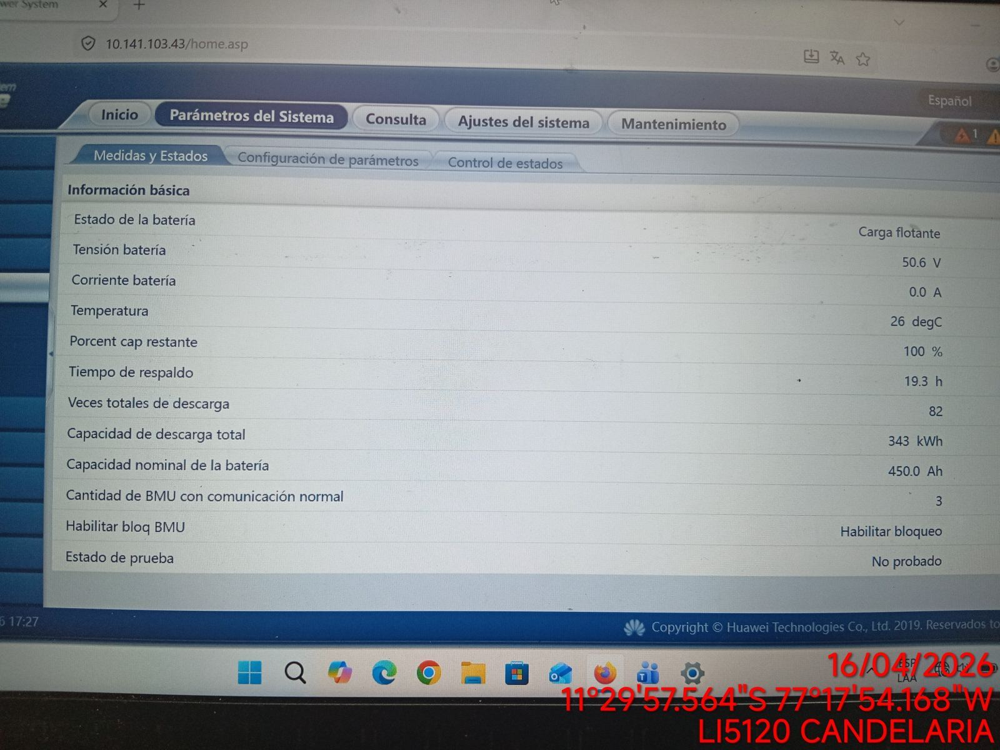 wer System
10.141.103.43/home.asp
Español
Inicio
Parámetros del Sistema
Consulta
Ajustes del sistema
Mantenimiento
1
Medidas y Estados
Configuración de parámetros
Control de estados
Información básica
Estado de la batería Carga flotante
Tensión batería 50.6 V
Corriente batería 0.0 A
Temperatura 26 degC
Porcent cap restante 100 %
Tiempo de respaldo 19.3 h
Veces totales de descarga 82
Capacidad de descarga total 343 kWh
Capacidad nominal de la batería 450.0 Ah
Cantidad de BMU con comunicación normal 3
Habilitar bloq BMU Habilitar bloqueo
Estado de prueba No probado
6 17:27
Copyright © Huawei Technologies Co., Ltd. 2019. Reservados to
ESP
LAA
16/04/2026
11°29'57.564"S 77°17'54.168"W
LI5120 CANDELARIA